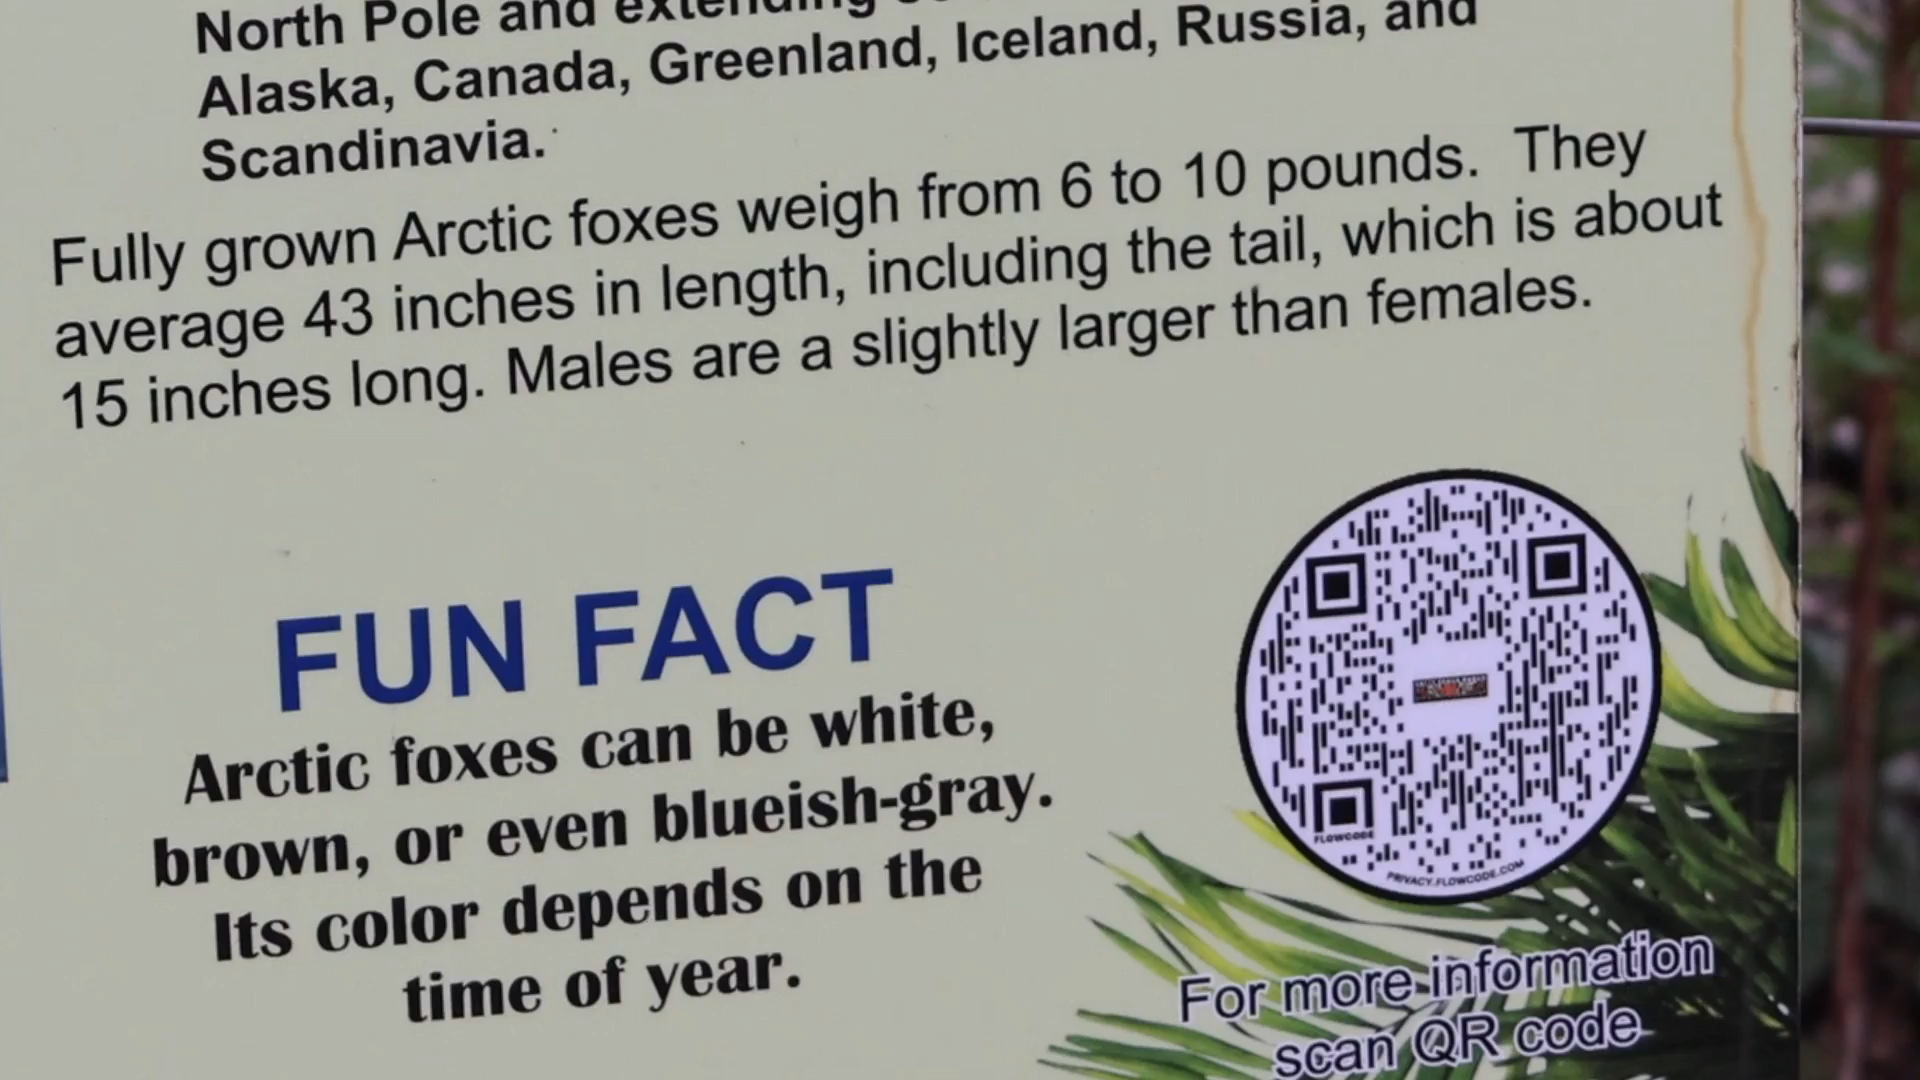 North Pole and extending
Alaska, Canada, Greenland, Iceland, Russia, and
Scandinavia.
Fully grown Arctic foxes weigh from 6 to 10 pounds. They
average 43 inches in length, including the tail, which is about
15 inches long. Males are a slightly larger than females.
FUN FACT
Arctic foxes can be white,
brown, or even blueish-gray.
Its color depends on the
time of year.
FLOWCODE
PRIVACY.FLOWCODE.COM
For more information
scan QR code